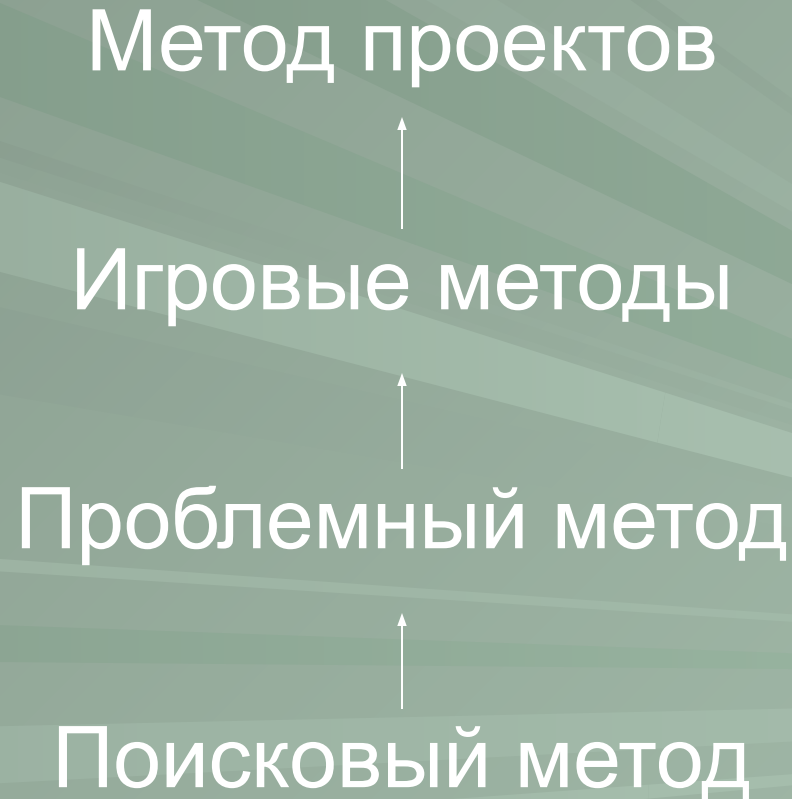 Метод проектов
Игровые методы
Проблемный метод
Поисковый метод